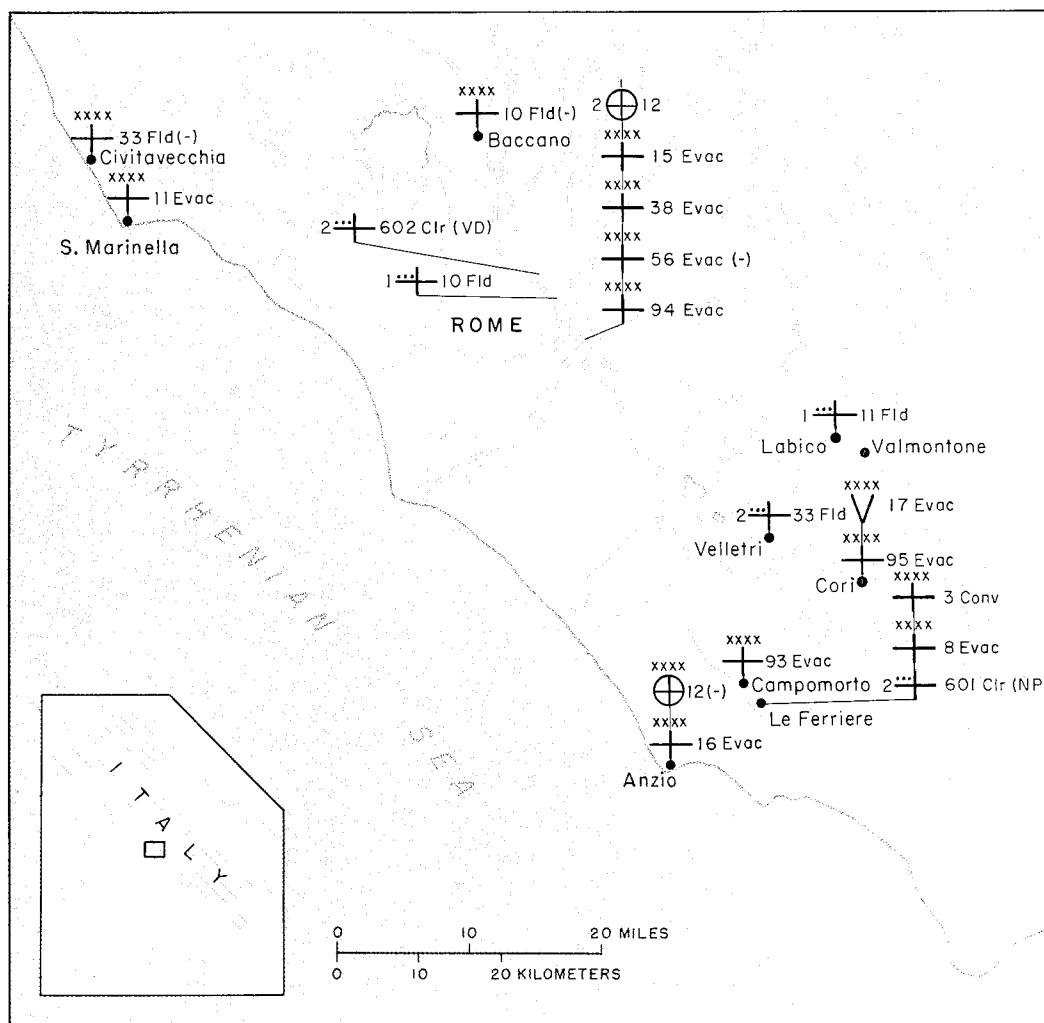 XXXX
33 Fld(-)
Civitavecchia
XXXX
11 Evac
S. Marinella
XXXX
10 Fld(-)
Baccano
2 12
XXXX
15 Evac
XXXX
38 Evac
XXXX
56 Evac (-)
XXXX
94 Evac
2 602 Clr (VD)
1 10 Fld
ROME
1 11 Fld
Labico
Valmontone
XXXX
17 Evac
2 33 Fld
Velletri
XXXX
95 Evac
Cori
XXXX
3 Conv
XXXX
8 Evac
2 601 Clr (NP
XXXX
93 Evac
Campomorto
Le Ferriere
XXXX
12(-)
XXXX
16 Evac
Anzio
TYRRHENIAN SEA
ITALY
0 10 20 MILES
0 10 20 KILOMETERS